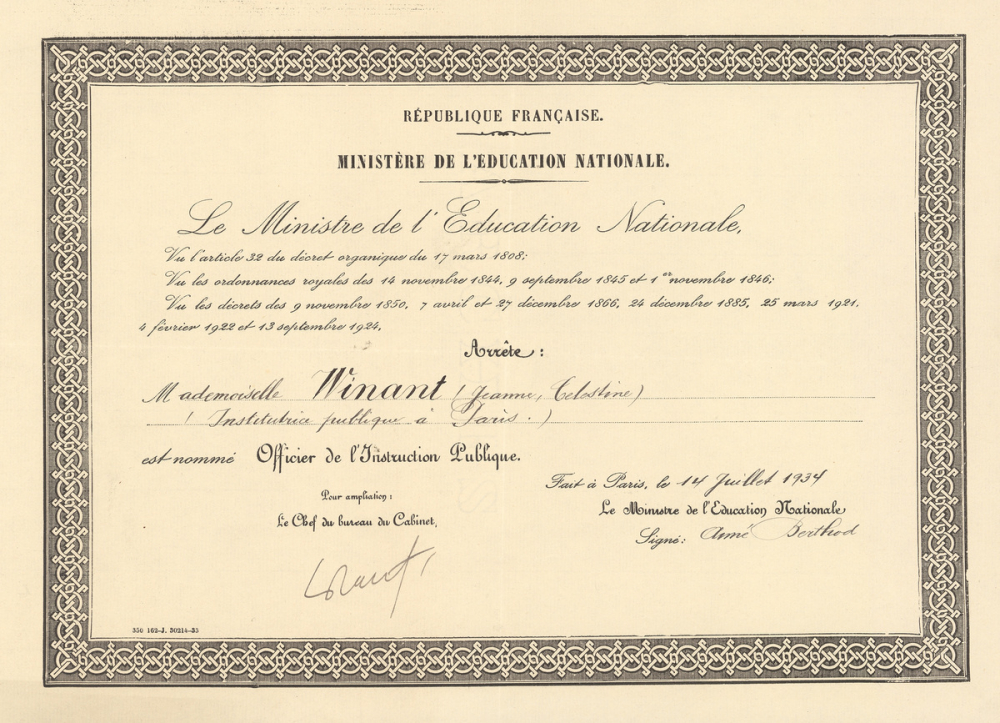 RÉPUBLIQUE FRANÇAISE.
MINISTÈRE DE L'EDUCATION NATIONALE.
Le Ministre de l'Education Nationale,
Vu l'article 32 du décret organique du 17 mars 1808;
Vu les ordonnances royales des 14 novembre 1844, 9 septembre 1845 et 1er novembre 1846;
Vu les décrets des 9 novembre 1850, 7 avril et 27 décembre 1866, 24 décembre 1885, 25 mars 1921,
4 février 1922 et 13 septembre 1924,
Arrête :
Mademoiselle Winant (Jeanne, Celestine)
(Institutrice publique à Paris.)
est nommé Officier de l'Instruction Publique.
Fait à Paris, le 14 Juillet 1934
Pour ampliation :
Le Ministre de l'Education Nationale
Le Chef du bureau du Cabinet,
Signé: Aimé Berthod
350 162-J. 30214-33